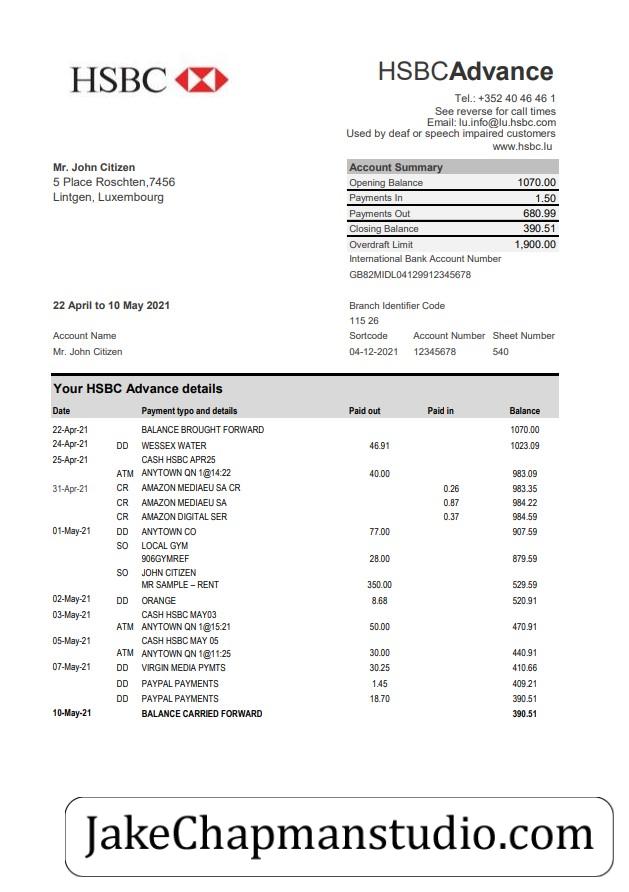 HSBC
HSBCAdvance
Tel.: +352 40 46 46 1
See reverse for call times
Email: lu.info@lu.hsbc.com
Used by deaf or speech impaired customers
www.hsbc.lu
Mr. John Citizen
5 Place Roschten,7456
Lintgen, Luxembourg
Account Summary
Opening Balance 1070.00
Payments In 1.50
Payments Out 680.99
Closing Balance 390.51
Overdraft Limit 1,900.00
International Bank Account Number
GB82MIDL04129912345678
22 April to 10 May 2021
Branch Identifier Code
115 26
Account Name Sortcode Account Number Sheet Number
Mr. John Citizen 04-12-2021 12345678 540
Your HSBC Advance details
Date Payment typo and details Paid out Paid in Balance
22-Apr-21 BALANCE BROUGHT FORWARD 1070.00
24-Apr-21 DD WESSEX WATER 46.91 1023.09
25-Apr-21 CASH HSBC APR25
ATM ANYTOWN QN 1@14:22 40.00 983.09
31-Apr-21 CR AMAZON MEDIAEU SA CR 0.26 983.35
CR AMAZON MEDIAEU SA 0.87 984.22
CR AMAZON DIGITAL SER 0.37 984.59
01-May-21 DD ANYTOWN CO 77.00 907.59
SO LOCAL GYM
906GYMREF 28.00 879.59
SO JOHN CITIZEN
MR SAMPLE – RENT 350.00 529.59
02-May-21 DD ORANGE 8.68 520.91
03-May-21 CASH HSBC MAY03
ATM ANYTOWN QN 1@15:21 50.00 470.91
05-May-21 CASH HSBC MAY 05
ATM ANYTOWN QN 1@11:25 30.00 440.91
07-May-21 DD VIRGIN MEDIA PYMTS 30.25 410.66
DD PAYPAL PAYMENTS 1.45 409.21
DD PAYPAL PAYMENTS 18.70 390.51
10-May-21 BALANCE CARRIED FORWARD 390.51
JakeChapmanstudio.com